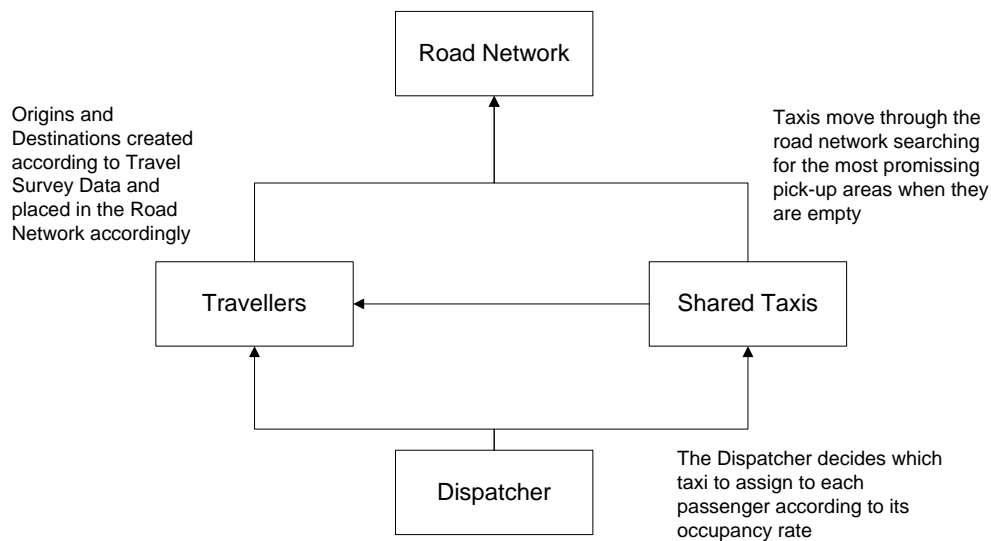 Road Network
Origins and
Destinations created
according to Travel
Survey Data and
placed in the Road
Network accordingly
Taxis move through the
road network searching
for the most promissing
pick-up areas when they
are empty
Travellers
Shared Taxis
Dispatcher
The Dispatcher decides which
taxi to assign to each
passenger according to its
occupancy rate